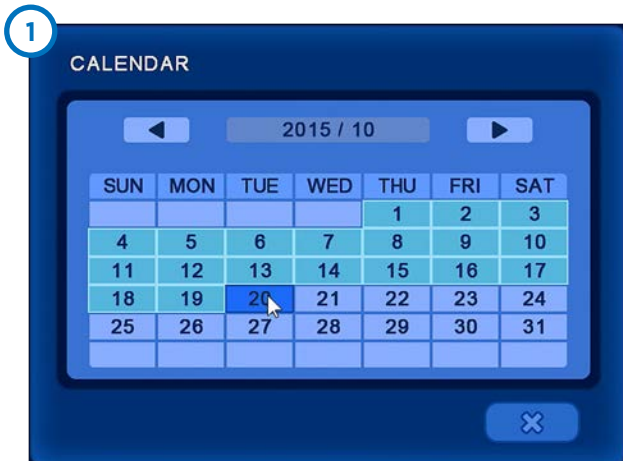 1
CALENDAR
2015 / 10
SUN MON TUE WED THU FRI SAT
1 2 3
4 5 6 7 8 9 10
11 12 13 14 15 16 17
18 19 20 21 22 23 24
25 26 27 28 29 30 31